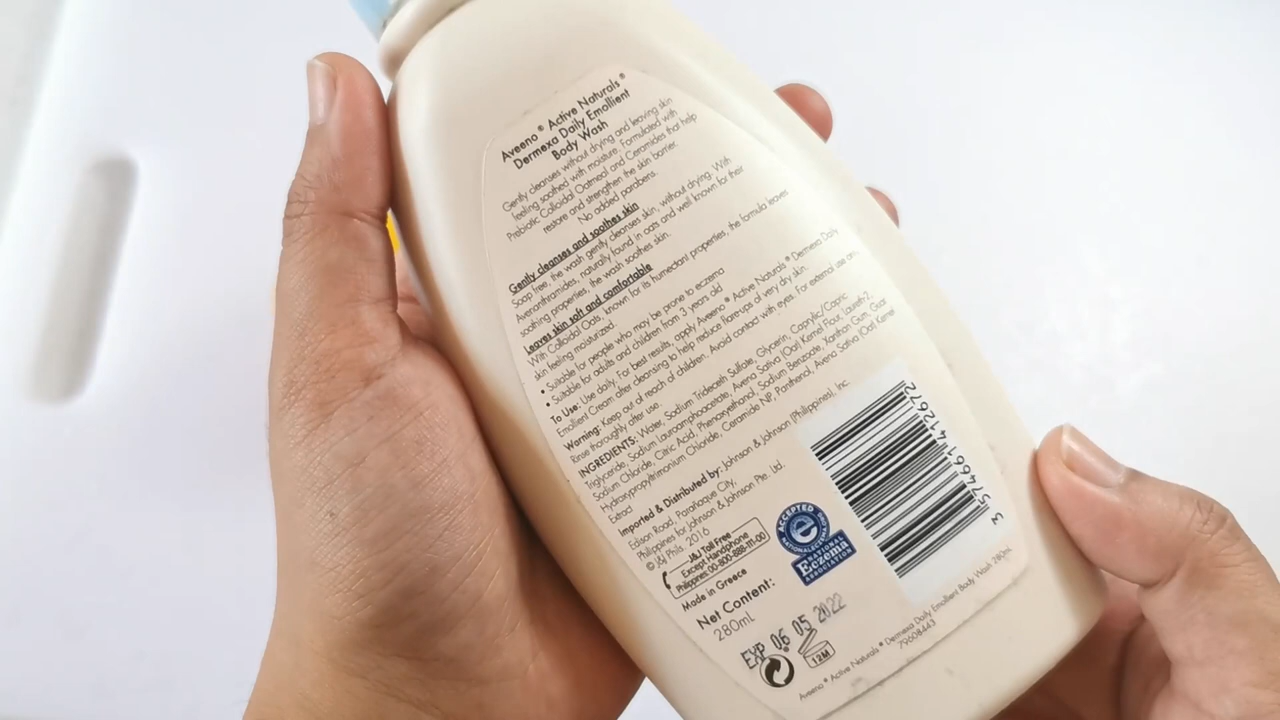 Aveeno® Active Naturals®
Dermexa Daily Emollient
Body Wash
Gently cleanses without drying and leaving skin
feeling soothed with moisture. Formulated with
Prebiotic Colloidal Oatmeal and Ceramides that help
restore and strengthen the skin barrier.
No added parabens.
Gently cleanses and soothes skin
Soap free, the wash gently cleanses skin, without drying. With
Avenanthramides, naturally found in oats and well known for their
soothing properties, the wash soothes skin.
Leaves skin soft and comfortable
With Colloidal Oats, known for its humectant properties, the formula leaves
skin feeling moisturized.
• Suitable for people who may be prone to eczema
• Suitable for adults and children from 3 years old
To Use: Use daily. For best results, apply Aveeno® Active Naturals® Dermexa Daily
Emollient Cream after cleansing to help reduce flare-ups of very dry skin.
Warning: Keep out of reach of children. Avoid contact with eyes. For external use only.
Rinse thoroughly after use.
INGREDIENTS: Water, Sodium Trideceth Sulfate, Glycerin, Caprylic/Capric
Triglyceride, Sodium Lauroamphoacetate, Avena Sativa (Oat) Kernel Flour, Laureth-2,
Sodium Chloride, Citric Acid, Phenoxyethanol, Sodium Benzoate, Xanthan Gum, Guar
Hydroxypropyltrimonium Chloride, Ceramide NP, Panthenol, Avena Sativa (Oat) Kernel
Extract
Imported & Distributed by: Johnson & Johnson (Philippines), Inc.
Edison Road, Parañaque City,
Philippines for Johnson & Johnson Pte. Ltd.
© J&J Phils. 2016
J&J Toll Free
Except Handphone
Philippines 00-800-888-111-00
Made in Greece
Net Content:
280mL
EXP 06 05 2022
12M
ACCEPTED
NATIONAL
Eczema
ASSOCIATION
3 574661 412672
Aveeno® Active Naturals® Dermexa Daily Emollient Body Wash 280mL
79608443